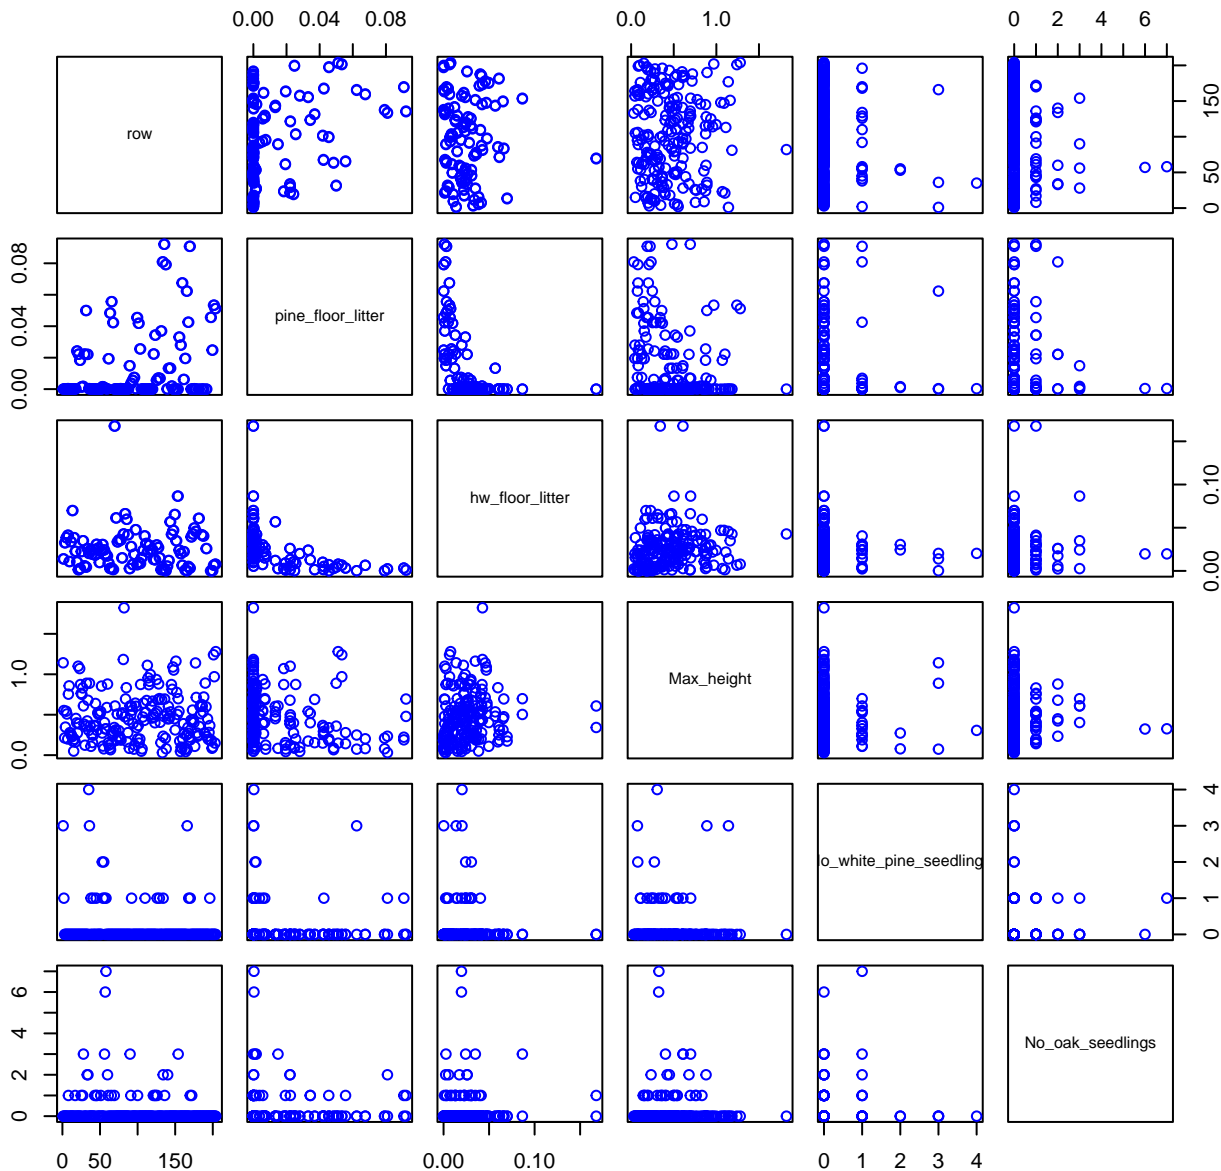 0.00 0.04 0.08 0.0 1.0 0 2 4 6
row
0 50 150
0.00 0.04 0.08
pine_floor_litter
hw_floor_litter
0.00 0.10
0.0 1.0
Max_height
o_white_pine_seedling
0 1 2 3 4
0 2 4 6
No_oak_seedlings
0 50 150 0.00 0.10 0 1 2 3 4